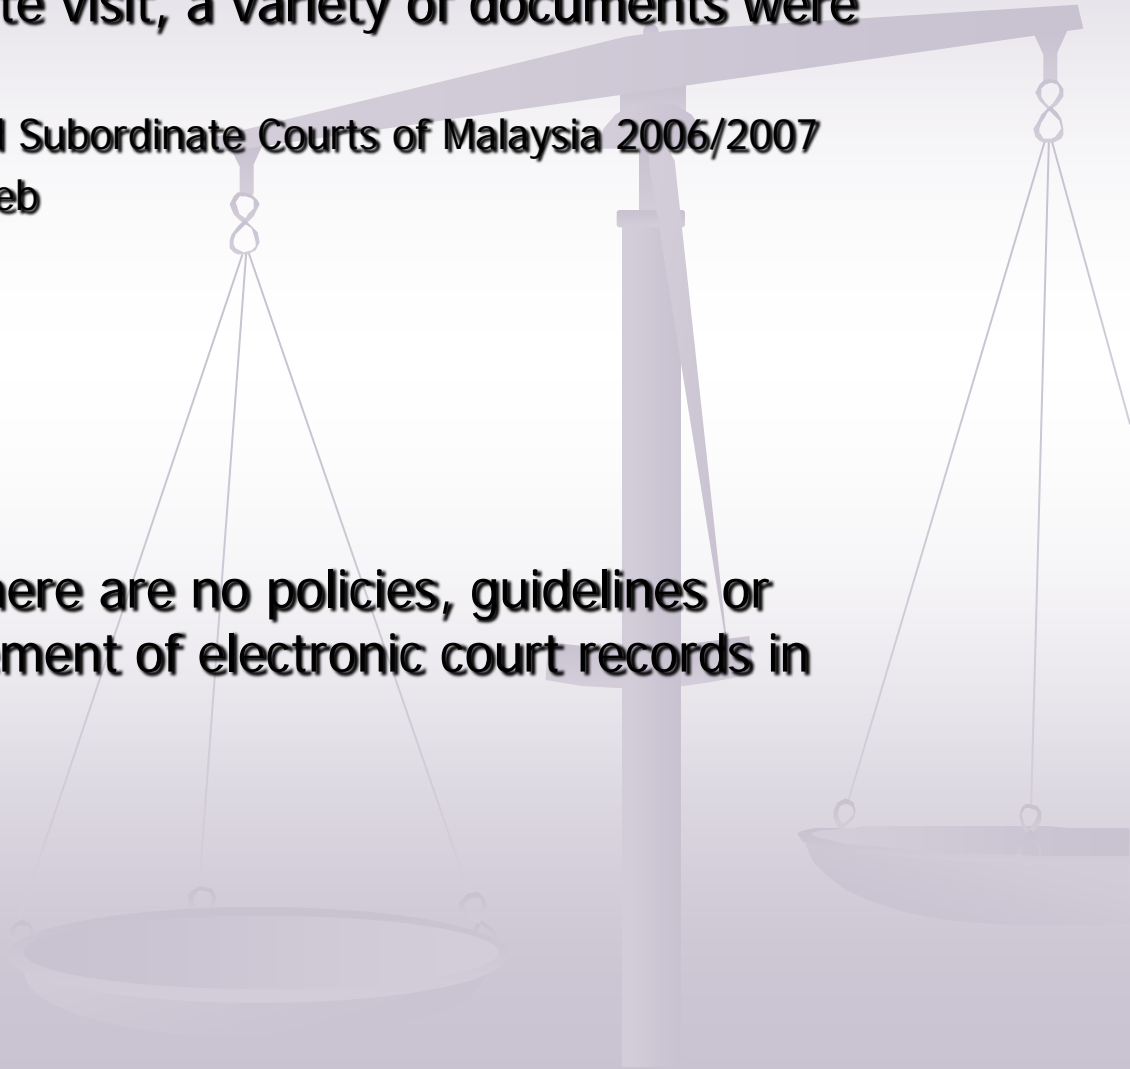 te visit, a variety of documents were
Subordinate Courts of Malaysia 2006/2007
eb
ere are no policies, guidelines or
ment of electronic court records in